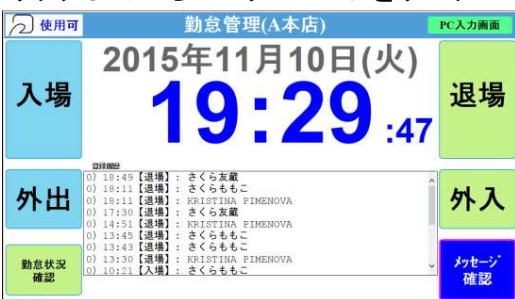 使用可
勤怠管理(A本店)
PC入力画面
2015年11月10日(火)
19:29:47
入場
退場
外出
外入
勤怠状況
確認
メッセージ
確認
0) 18:49【退場】: さくら友蔵
0) 18:11【退場】: さくらももこ
0) 18:11【退場】: KRISTINA PIMENOVA
0) 17:30【退場】: さくら友蔵
0) 14:51【退場】: KRISTINA PIMENOVA
0) 13:45【退場】: さくらももこ
0) 13:43【退場】: さくらももこ
0) 13:30【退場】: KRISTINA PIMENOVA
0) 10:21【入場】: さくらももこ